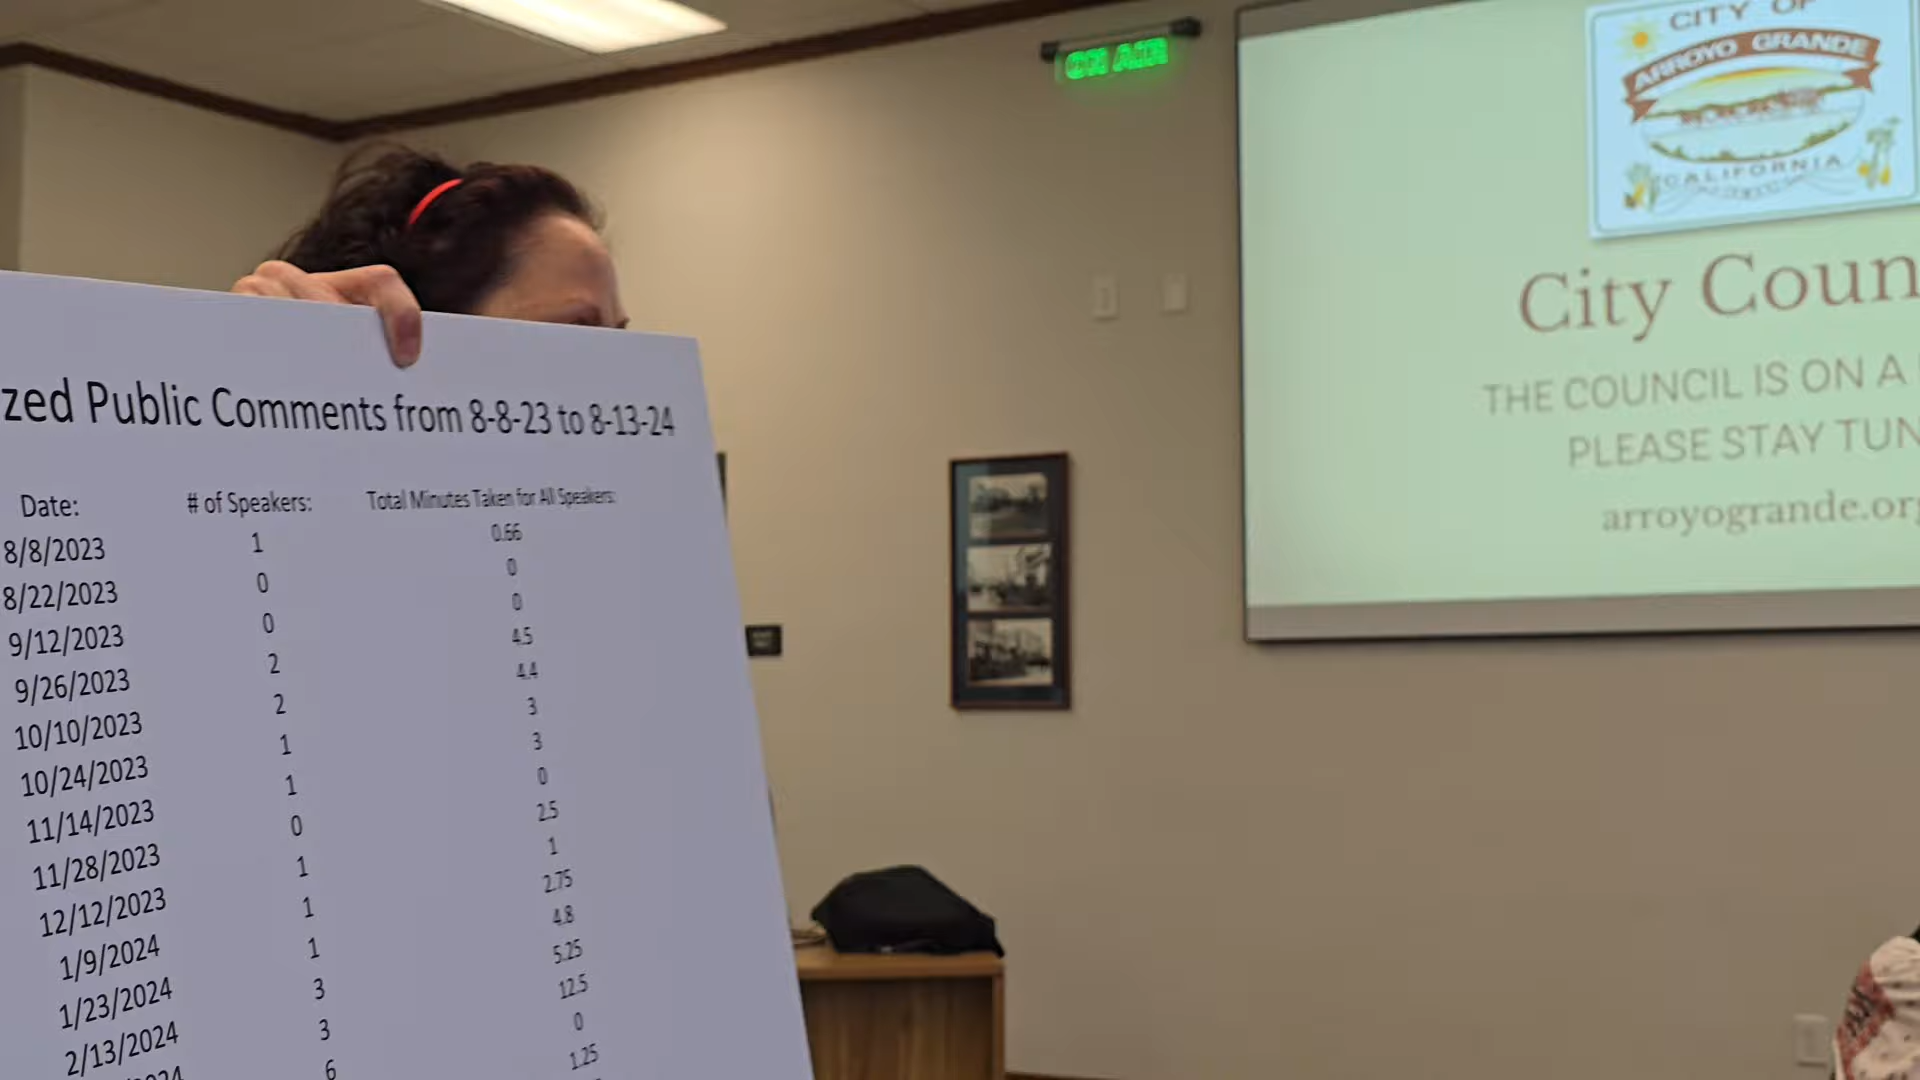 ON AIR
CITY OF
ARROYO GRANDE
CALIFORNIA
City Coun
THE COUNCIL IS ON A
PLEASE STAY TUN
arroyogrande.org
zed Public Comments from 8-8-23 to 8-13-24
Date: # of Speakers: Total Minutes Taken for All Speakers:
8/8/2023 1 0.66
8/22/2023 0 0
9/12/2023 0 0
9/26/2023 2 4.5
10/10/2023 2 4.4
10/24/2023 1 3
11/14/2023 1 3
11/28/2023 0 0
12/12/2023 1 2.5
1/9/2024 1 1
1/23/2024 1 2.75
2/13/2024 3 4.8
3 5.25
6 12.5
0
1.25